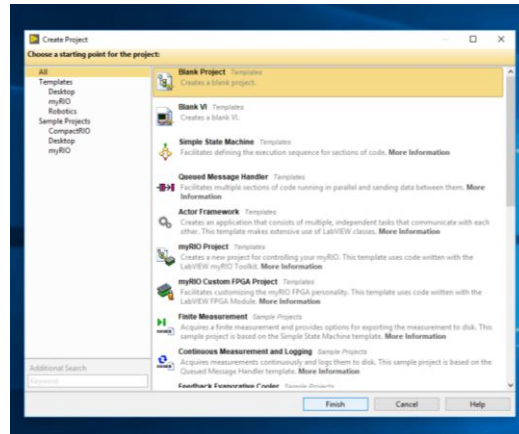 Create Project
Choose a starting point for the project:
All
Templates
Desktop
myRIO
Robotics
Sample Projects
CompactRIO
Desktop
myRIO
Additional Search
Keyword
Blank Project Templates
Creates a blank project.
Blank VI Templates
Creates a blank VI.
Simple State Machine Templates
Facilitates defining the execution sequence for sections of code. More Information
Queued Message Handler Templates
Facilitates multiple sections of code running in parallel and sending data between them. More
Information
Actor Framework Templates
Creates an application that consists of multiple, independent tasks that communicate with each
other. This template makes extensive use of LabVIEW classes. More Information
myRIO Project Templates
Creates a new project for controlling your myRIO. This template uses code written with the
LabVIEW myRIO Toolkit. More Information
myRIO Custom FPGA Project Templates
Facilitates customizing the myRIO FPGA personality. This template uses code written with the
LabVIEW FPGA Module. More Information
Finite Measurement Sample Projects
Acquires a finite measurement and provides options for exporting the measurement to disk. This
sample project is based on the Simple State Machine template. More Information
Continuous Measurement and Logging Sample Projects
Acquires measurements continuously and logs them to disk. This sample project is based on the
Queued Message Handler template. More Information
Feedback Evaporative Cooler Sample Projects
Finish
Cancel
Help